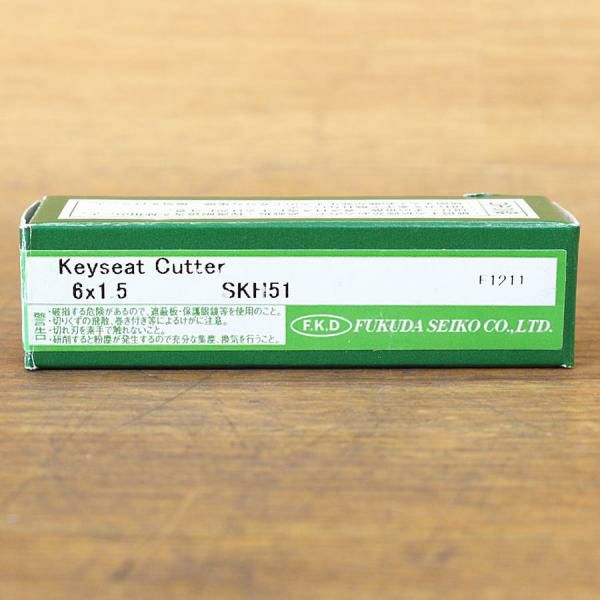 Keyseat Cutter
6x1.5 SKH51 F1211
警告
・破損する危険があるので、遮蔽板・保護眼鏡等を使用のこと。
・切りくずの飛散、巻き付き等によるけがに注意。
・切れ刃を素手で触れないこと。
・研削すると粉塵が発生するので充分な集塵、換気を行うこと。
F.K.D FUKUDA SEIKO CO.,LTD.